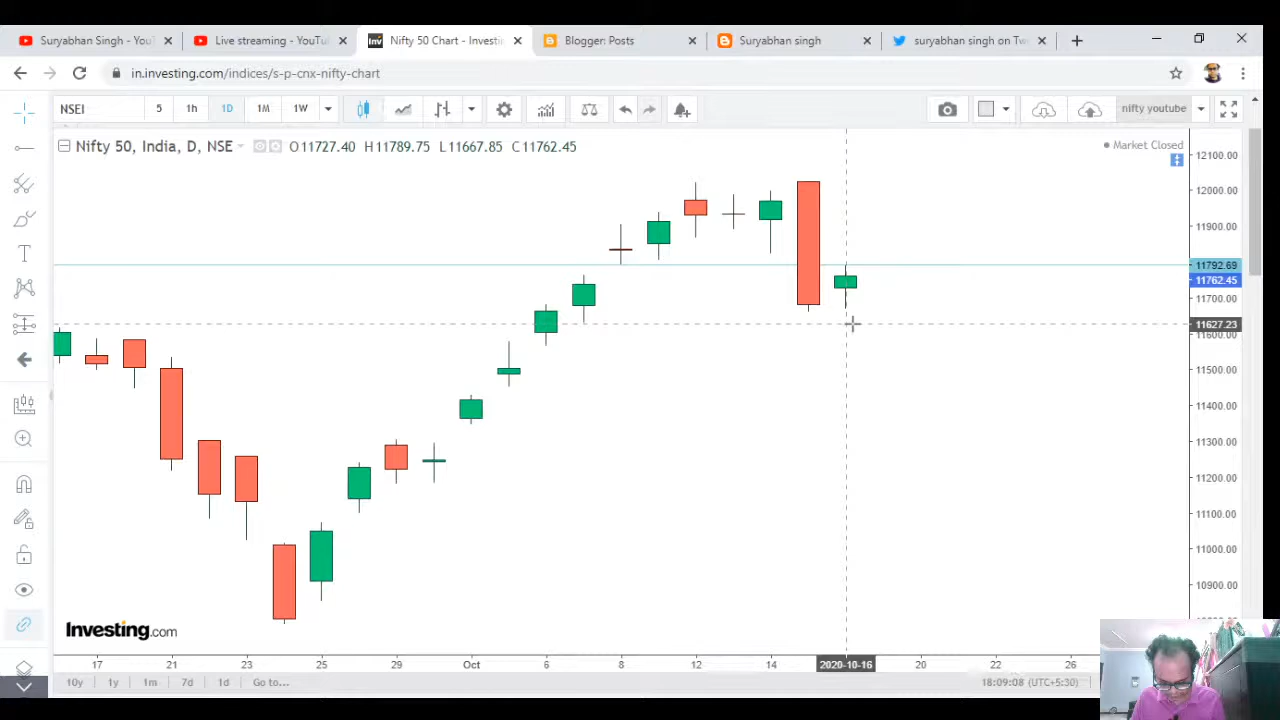 Suryabhan Singh - You
Live streaming - YouTu
Nifty 50 Chart - Investin
Blogger: Posts
Suryabhan singh
suryabhan singh on Tw
in.investing.com/indices/s-p-cnx-nifty-chart
NSEI 5 1h 1D 1M 1W nifty youtube
Nifty 50, India, D, NSE O11727.40 H11789.75 L11667.85 C11762.45
Market Closed
12100.00
12000.00
11900.00
11792.69
11762.45
11700.00
11627.23
11600.00
11500.00
11400.00
11300.00
11200.00
11100.00
11000.00
10900.00
Investing.com
17 21 23 25 29 Oct 6 8 12 14 2020-10-16 20 22 26
10y 1y 1m 7d 1d Go to... 18:09:08 (UTC+5:30)